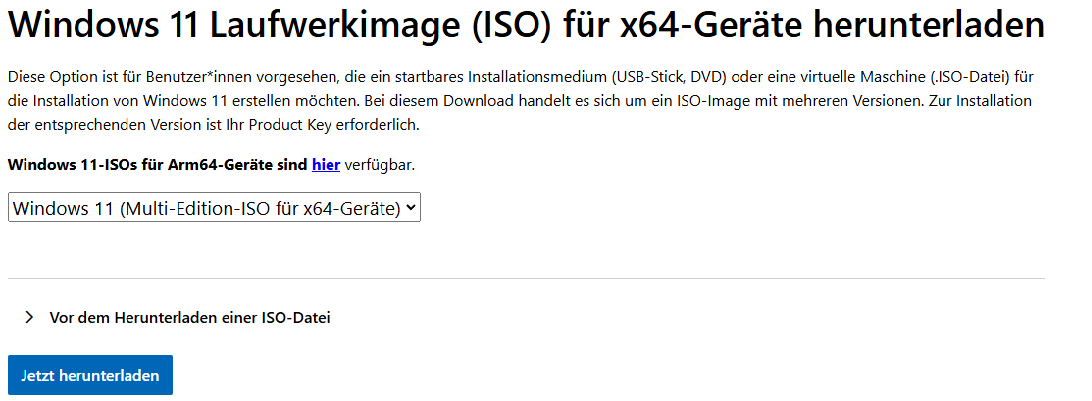 Windows 11 Laufwerkimage (ISO) für x64-Geräte herunterladen
Diese Option ist für Benutzer*innen vorgesehen, die ein startbares Installationsmedium (USB-Stick, DVD) oder eine virtuelle Maschine (.ISO-Datei) für
die Installation von Windows 11 erstellen möchten. Bei diesem Download handelt es sich um ein ISO-Image mit mehreren Versionen. Zur Installation
der entsprechenden Version ist Ihr Product Key erforderlich.
Windows 11-ISOs für Arm64-Geräte sind hier verfügbar.
Windows 11 (Multi-Edition-ISO für x64-Geräte)
Vor dem Herunterladen einer ISO-Datei
Jetzt herunterladen